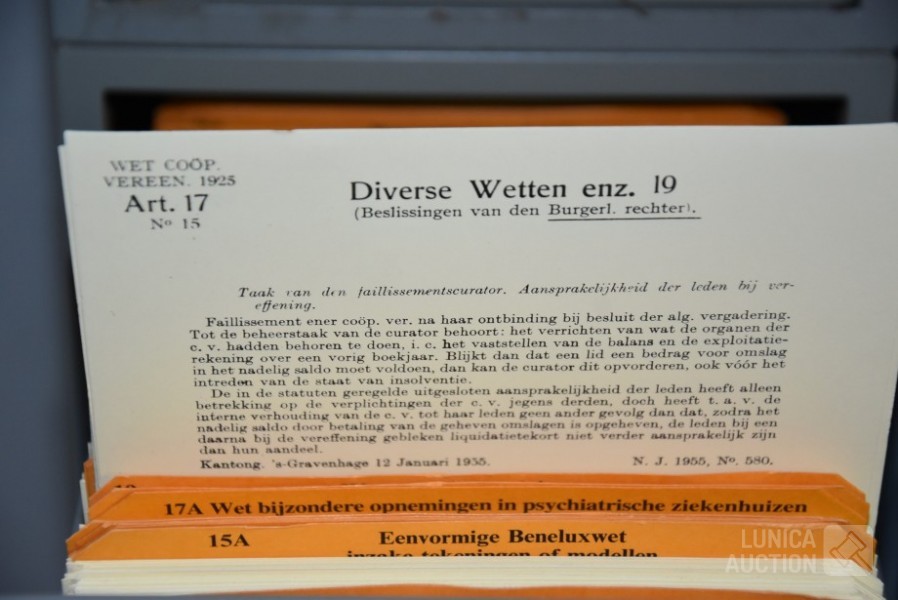 WET COÖP.
VEREEN. 1925
Art. 17
Nº 15
Diverse Wetten enz. 19
(Beslissingen van den Burgerl. rechter).
Taak van den faillissementscurator. Aansprakelijkheid der leden bij ver-
effening.
Faillissement ener coöp. ver. na haar ontbinding bij besluit der alg. vergadering.
Tot de beheerstaak van de curator behoort: het verrichten van wat de organen der
c. v. hadden behoren te doen, i. c. het vaststellen van de balans en de exploitatie-
rekening over een vorig boekjaar. Blijkt dan dat een lid een bedrag voor omslag
in het nadelig saldo moet voldoen, dan kan de curator dit opvorderen, ook vóór het
intreden van de staat van insolventie.
De in de statuten geregelde uitgesloten aansprakelijkheid der leden heeft alleen
betrekking op de verplichtingen der c. v. jegens derden, doch heeft t. a. v. de
interne verhouding van de c. v. tot haar leden geen ander gevolg dan dat, zodra het
nadelig saldo door betaling van de geheven omslagen is opgeheven, de leden bij een
daarna bij de vereffening gebleken liquidatietekort niet verder aansprakelijk zijn
dan hun aandeel.
Kantong. 's-Gravenhage 12 Januari 1955. N. J. 1955, Nº. 580.
17A Wet bijzondere opnemingen in psychiatrische ziekenhuizen
15A Eenvormige Beneluxwet
inzake tekeningen of modellen
LUNICA
AUCTION